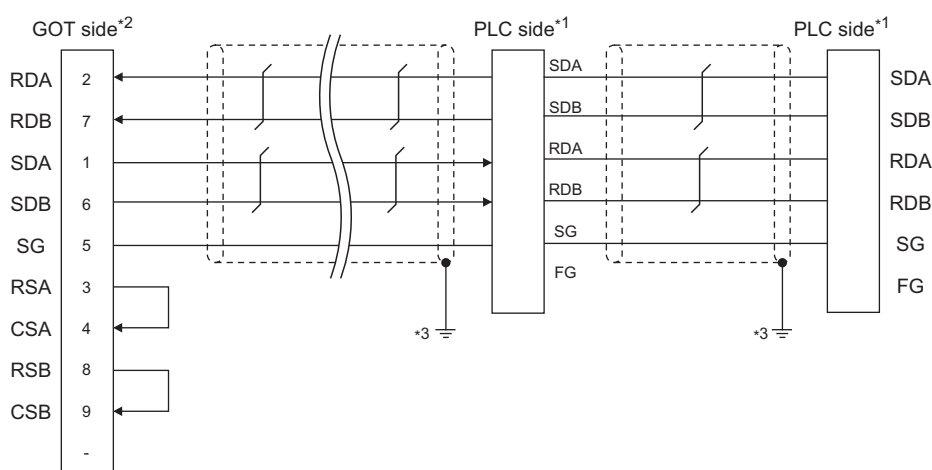 GOT side*2 PLC side*1 PLC side*1
RDA 2 SDA SDA
RDB 7 SDB SDB
SDA 1 RDA RDA
SDB 6 RDB RDB
SG 5 SG SG
RSA 3 FG FG
CSA 4 *3 *3
RSB 8
CSB 9
-